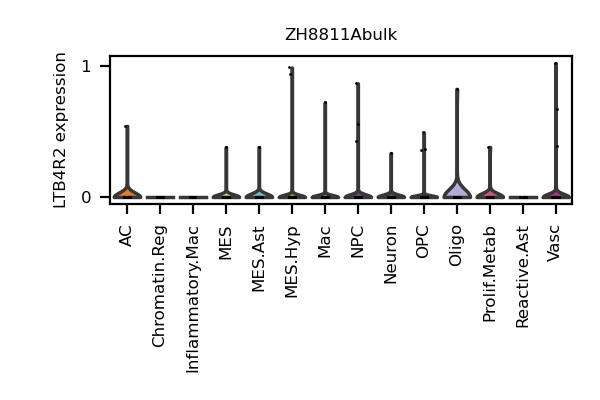 ZH8811Abulk
LTB4R2 expression
1
0
AC
Chromatin.Reg
Inflammatory.Mac
MES
MES.Ast
MES.Hyp
Mac
NPC
Neuron
OPC
Oligo
Prolif.Metab
Reactive.Ast
Vasc